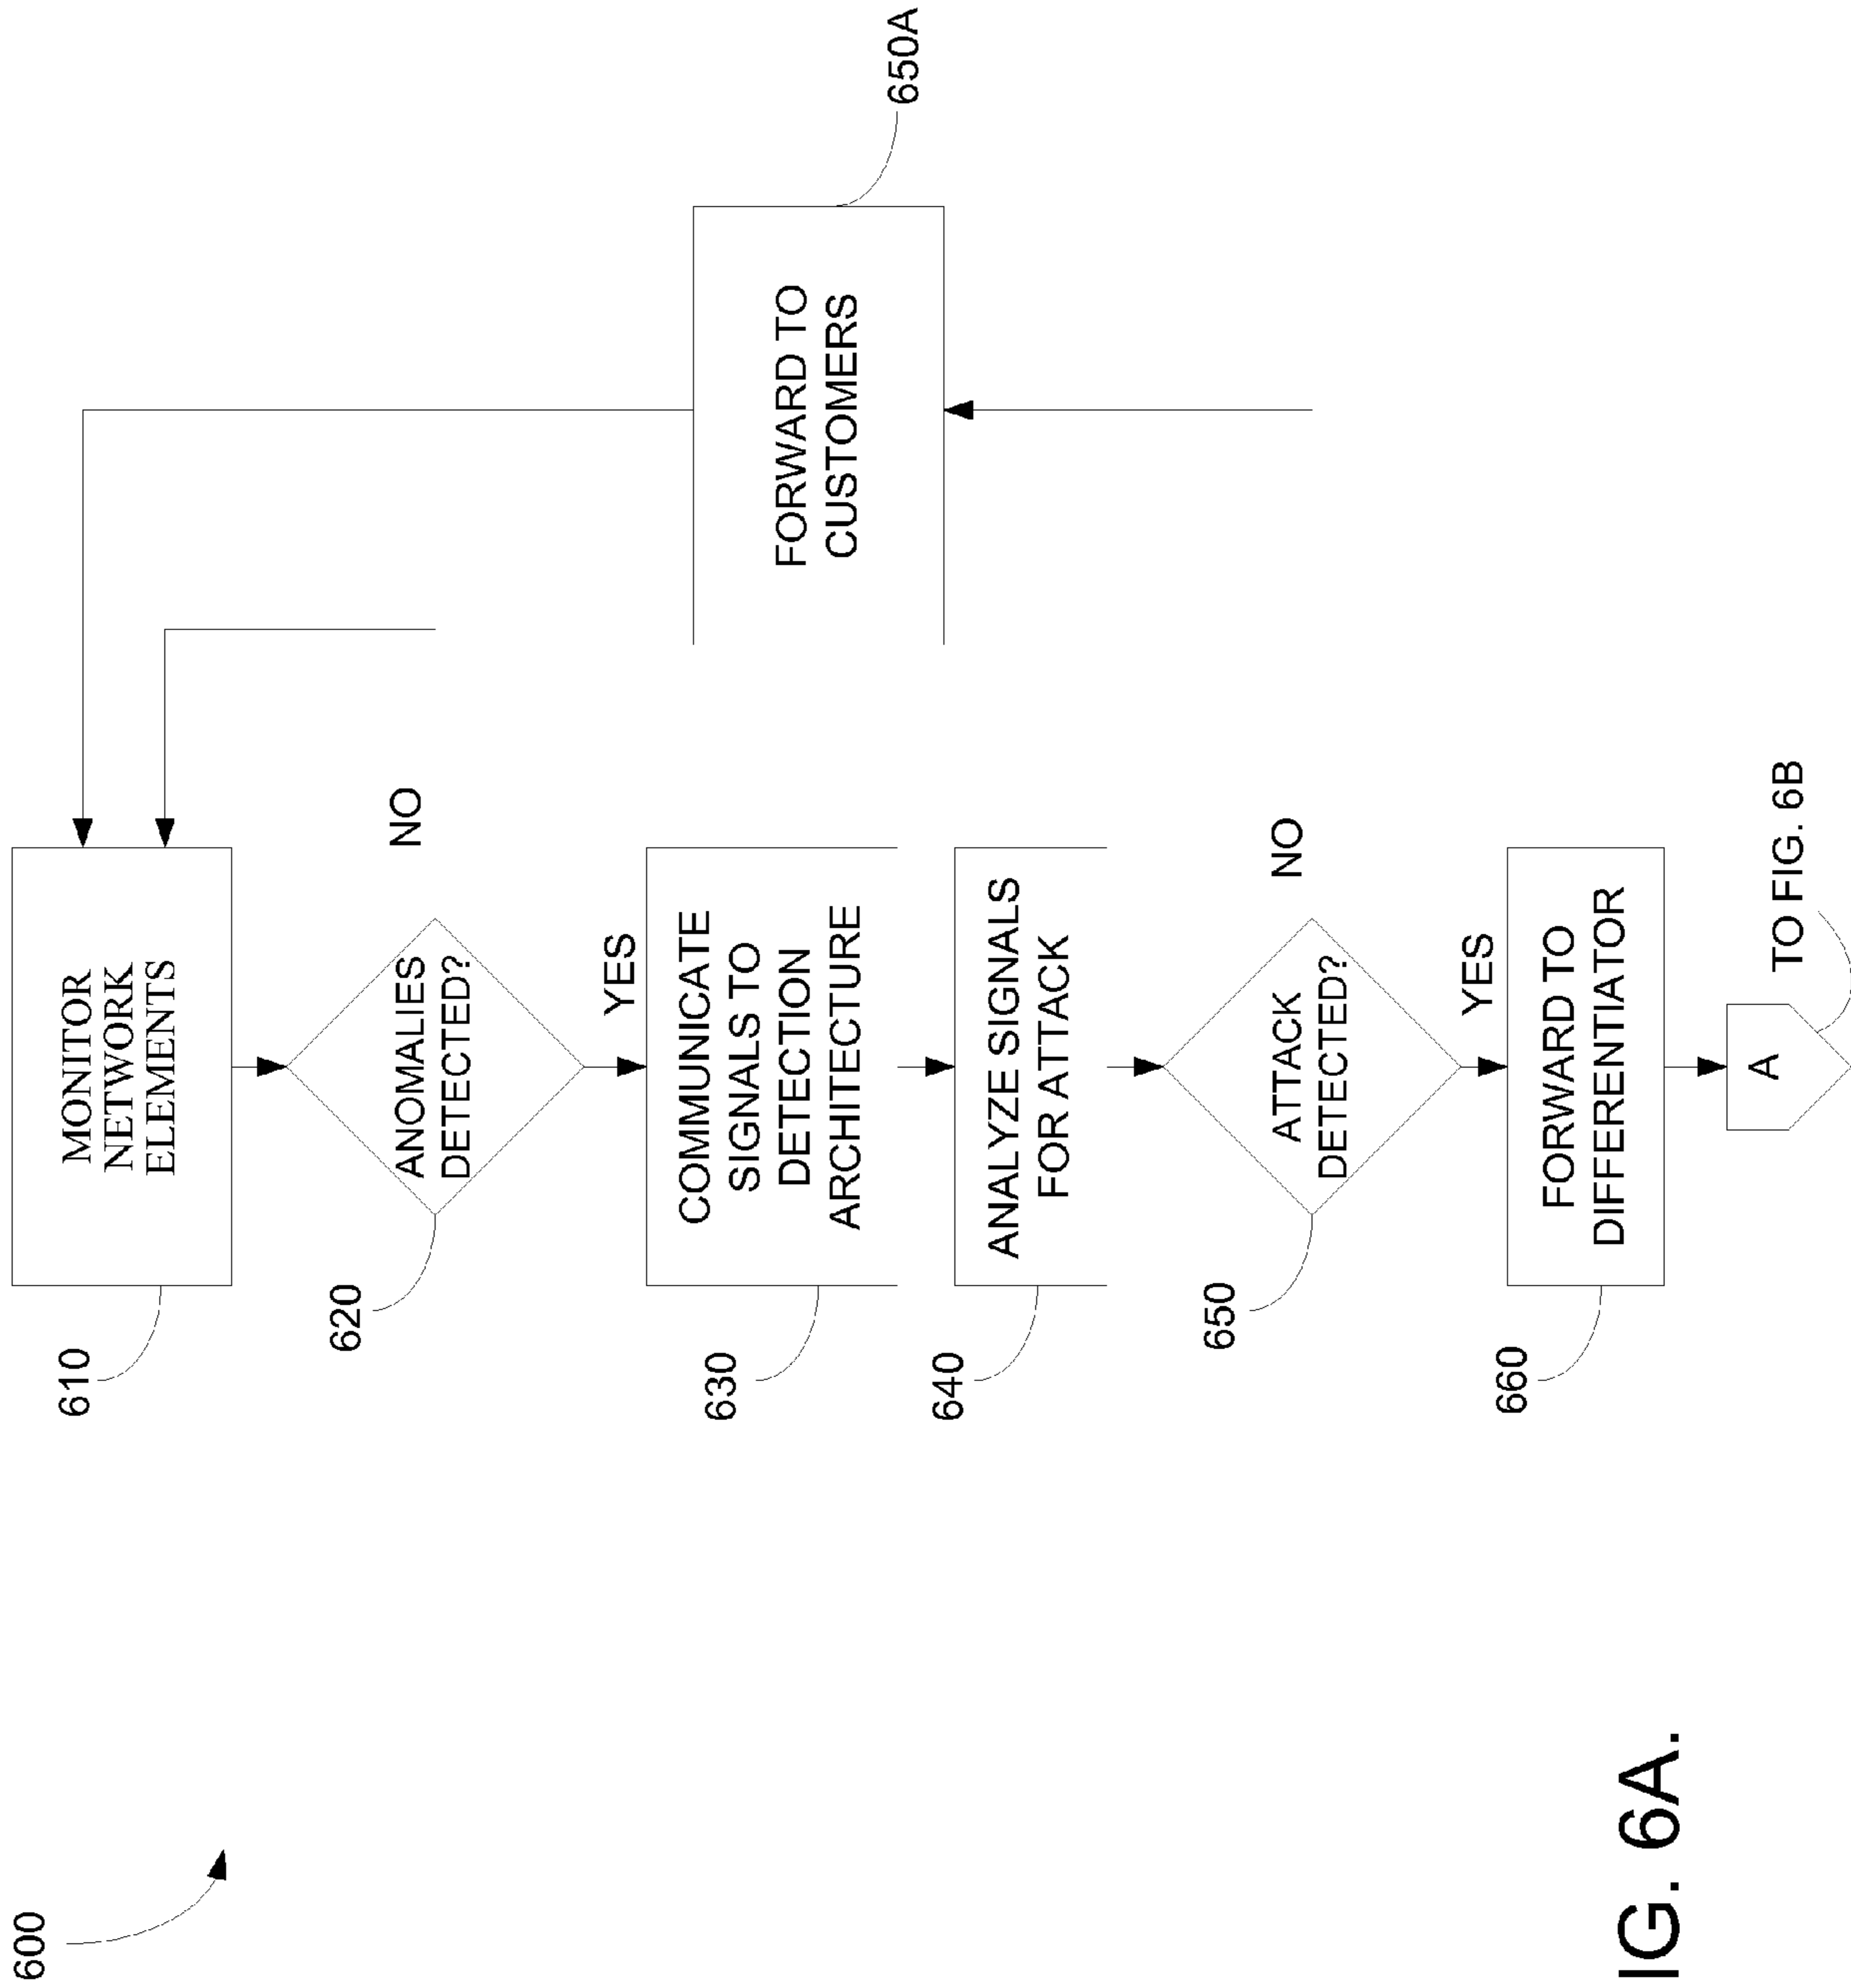 600
610
MONITOR
NETWORK
ELEMENTS
620
ANOMALIES
DETECTED?
NO
YES
630
COMMUNICATE
SIGNALS TO
DETECTION
ARCHITECTURE
640
ANALYZE SIGNALS
FOR ATTACK
650
ATTACK
DETECTED?
NO
FORWARD TO
CUSTOMERS
650A
YES
660
FORWARD TO
DIFFERENTIATOR
A
TO FIG. 6B
IG. 6A.